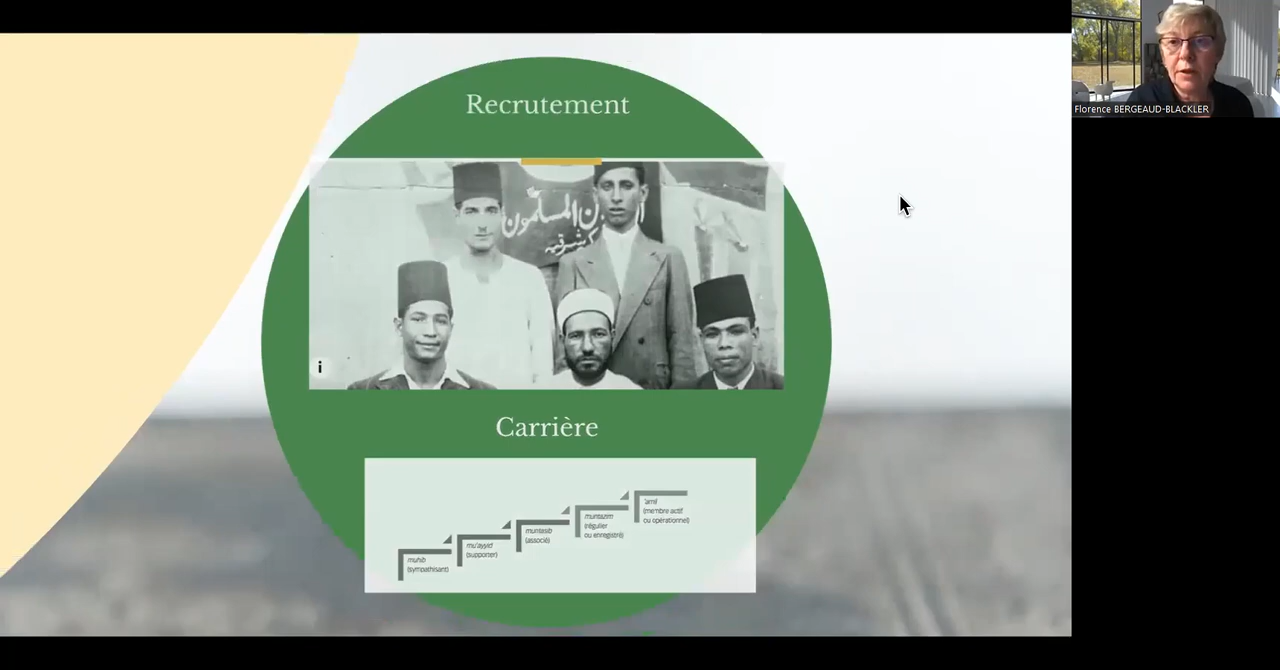 Recrutement
المسلمون
i
Carrière
muhib
(sympathisant)
mu'ayyid
(supporter)
muntasib
(associé)
muntazim
(régulier
ou enregistré)
'amil
(membre actif
ou opérationnel)
Florence BERGEAUD-BLACKLER